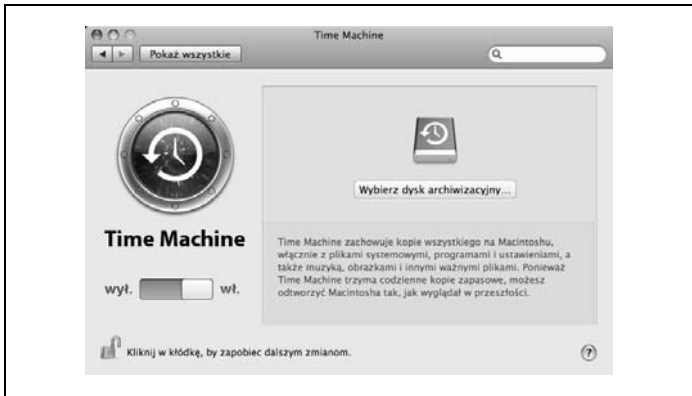 Time Machine
Pokaż wszystkie
Wybierz dysk archiwizacyjny...
Time Machine
wył. wł.
Time Machine zachowuje kopie wszystkiego na Macintoshu,
włącznie z plikami systemowymi, programami i ustawieniami, a
także muzyką, obrazkami i innymi ważnymi plikami. Ponieważ
Time Machine trzyma codzienne kopie zapasowe, możesz
odtworzyć Macintosha tak, jak wyglądał w przeszłości.
Kliknij w kłódkę, by zapobiec dalszym zmianom.
?